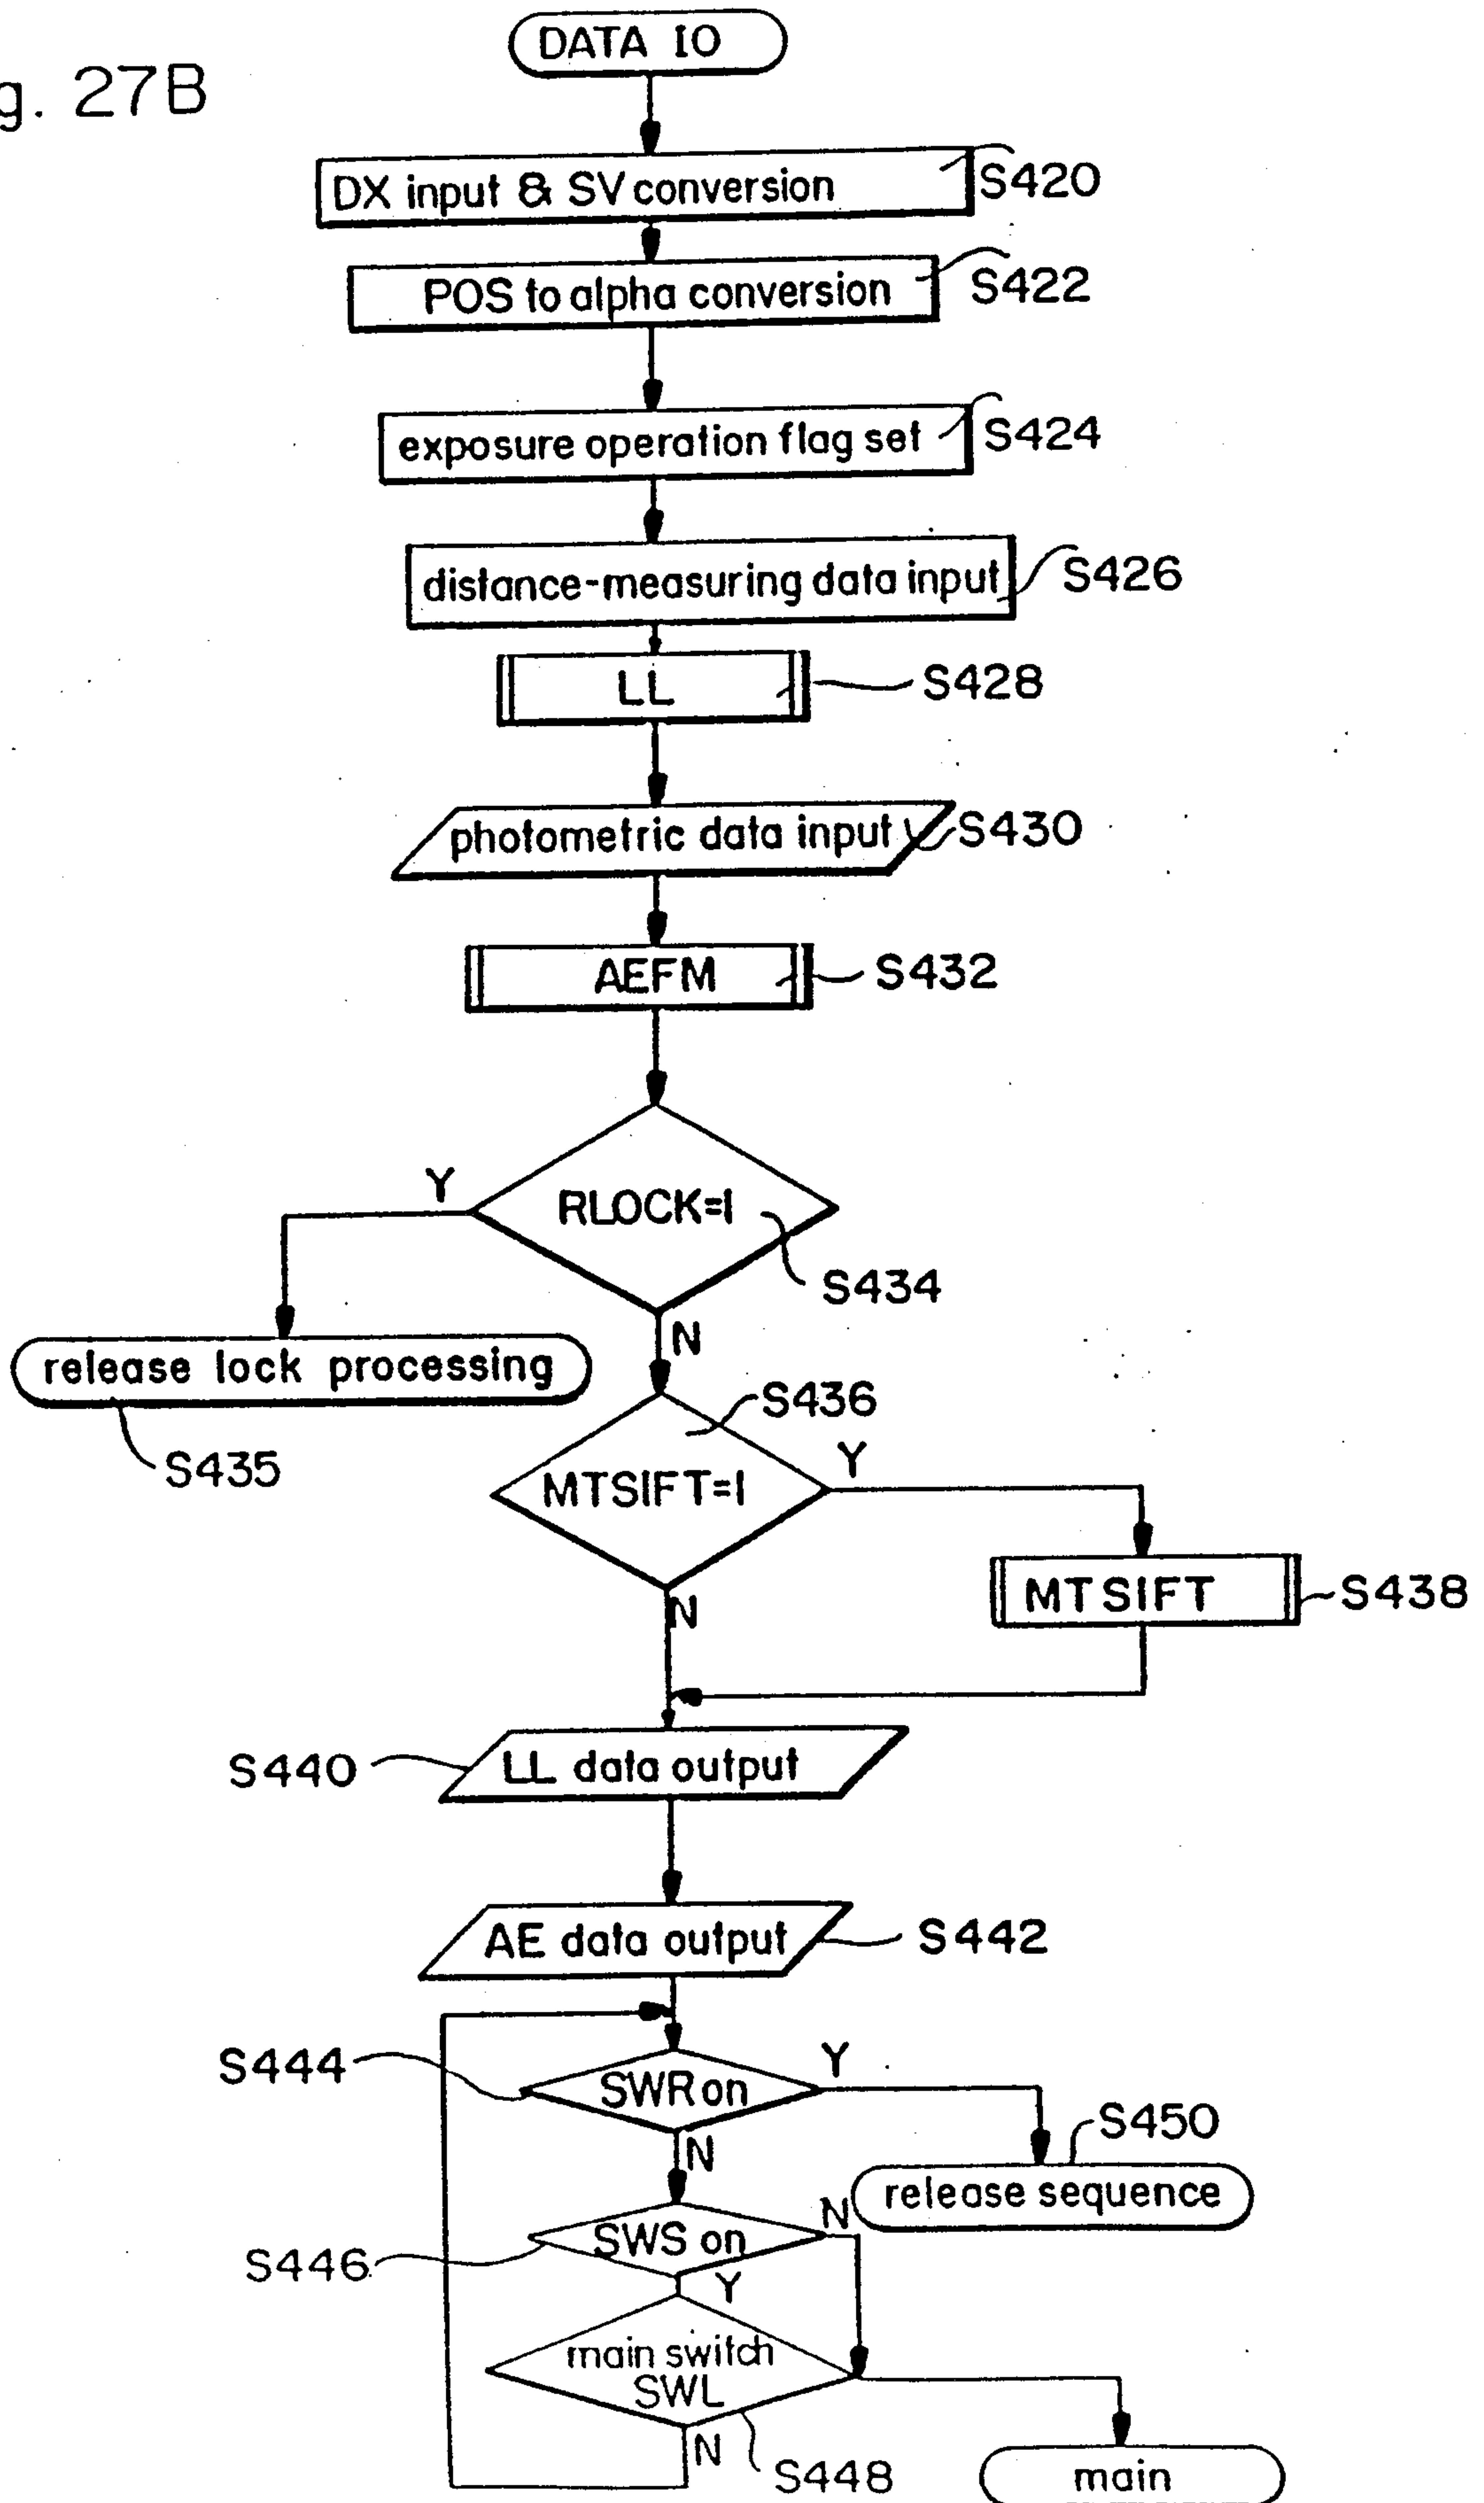 g. 27B
DATA IO
DX input & SV conversion
S420
POS to alpha conversion
S422
exposure operation flag set
S424
distance-measuring data input
S426
LL
S428
photometric data input
S430
AEFM
S432
RLOCK=1
Y
S434
N
release lock processing
S435
S436
MTSIFT=1
Y
N
MTSIFT
S438
S440
LL data output
AE data output
S442
S444
SWR on
Y
N
S450
release sequence
SWS on
N
S446
Y
main switch
SWL
N
S448
main